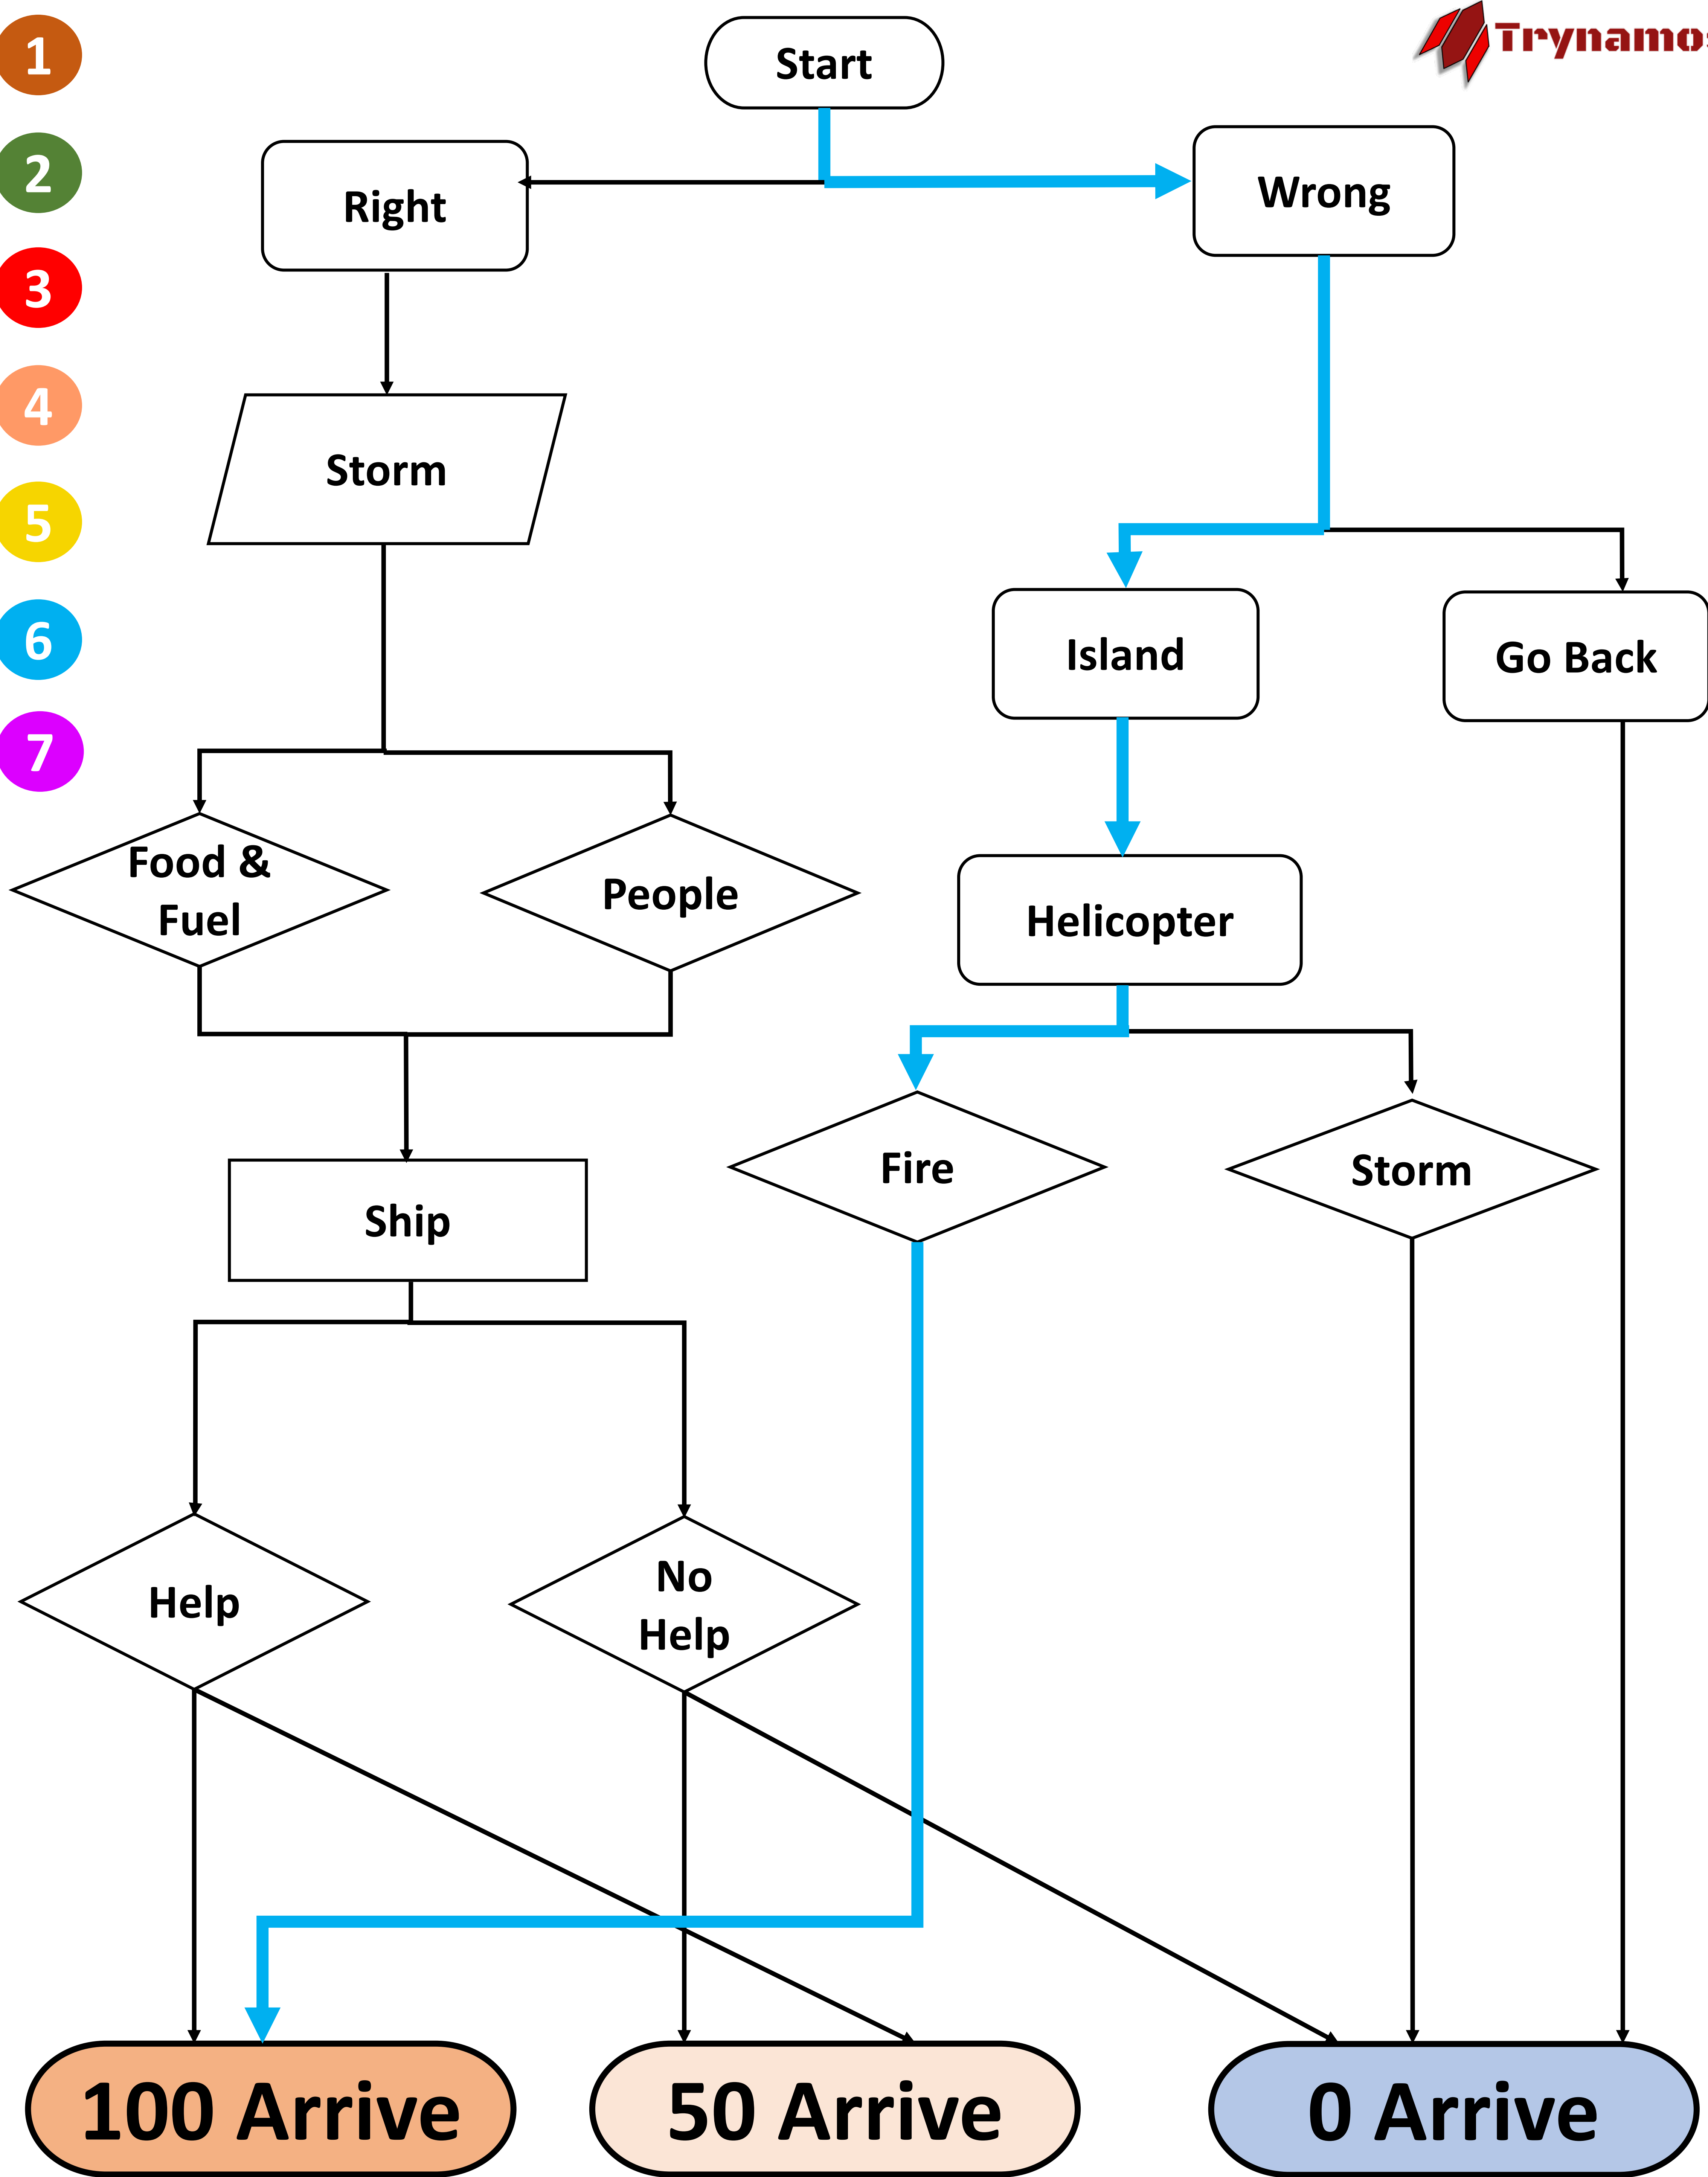 1
2
3
4
5
6
7
Start
Right
Wrong
Storm
Island
Go Back
Food &
Fuel
People
Helicopter
Ship
Fire
Storm
Help
No
Help
100 Arrive
50 Arrive
0 Arrive